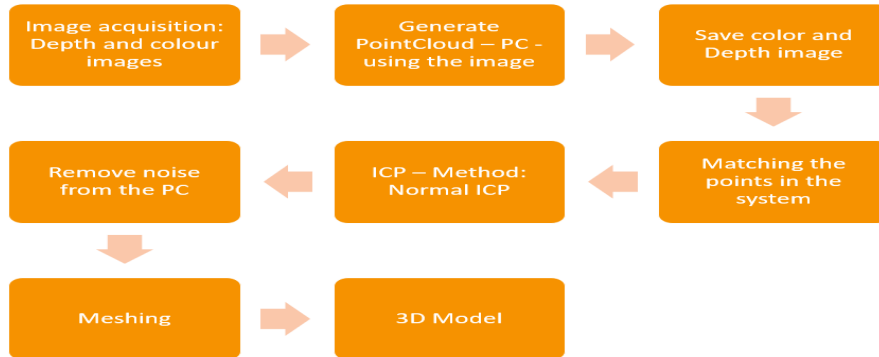 Image acquisition:
Depth and colour
images
Generate
PointCloud – PC -
using the image
Save color and
Depth image
Matching the
points in the
system
ICP – Method:
Normal ICP
Remove noise
from the PC
Meshing
3D Model